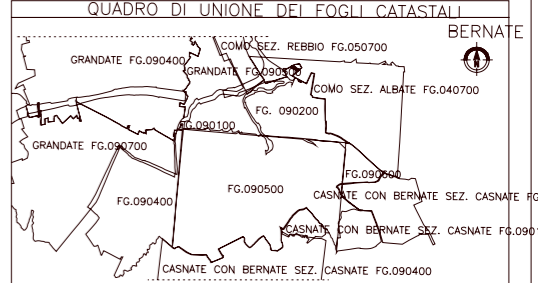 QUADRO DI UNIONE DEI FOGLI CATASTALI
BERNATE
COMO SEZ. REBBIO FG.050700
GRANDATE FG.090400
GRANDATE
COMO SEZ. ALBATE FG.040700
FG. 090200
FG.090100
GRANDATE FG.090700
FG.090600
FG.090500
CASNATE CON BERNATE SEZ. CASNATE FG
FG.090400
CASNATE CON BERNATE SEZ. CASNATE
CASNATE CON BERNATE SEZ. CASNATE FG.090400